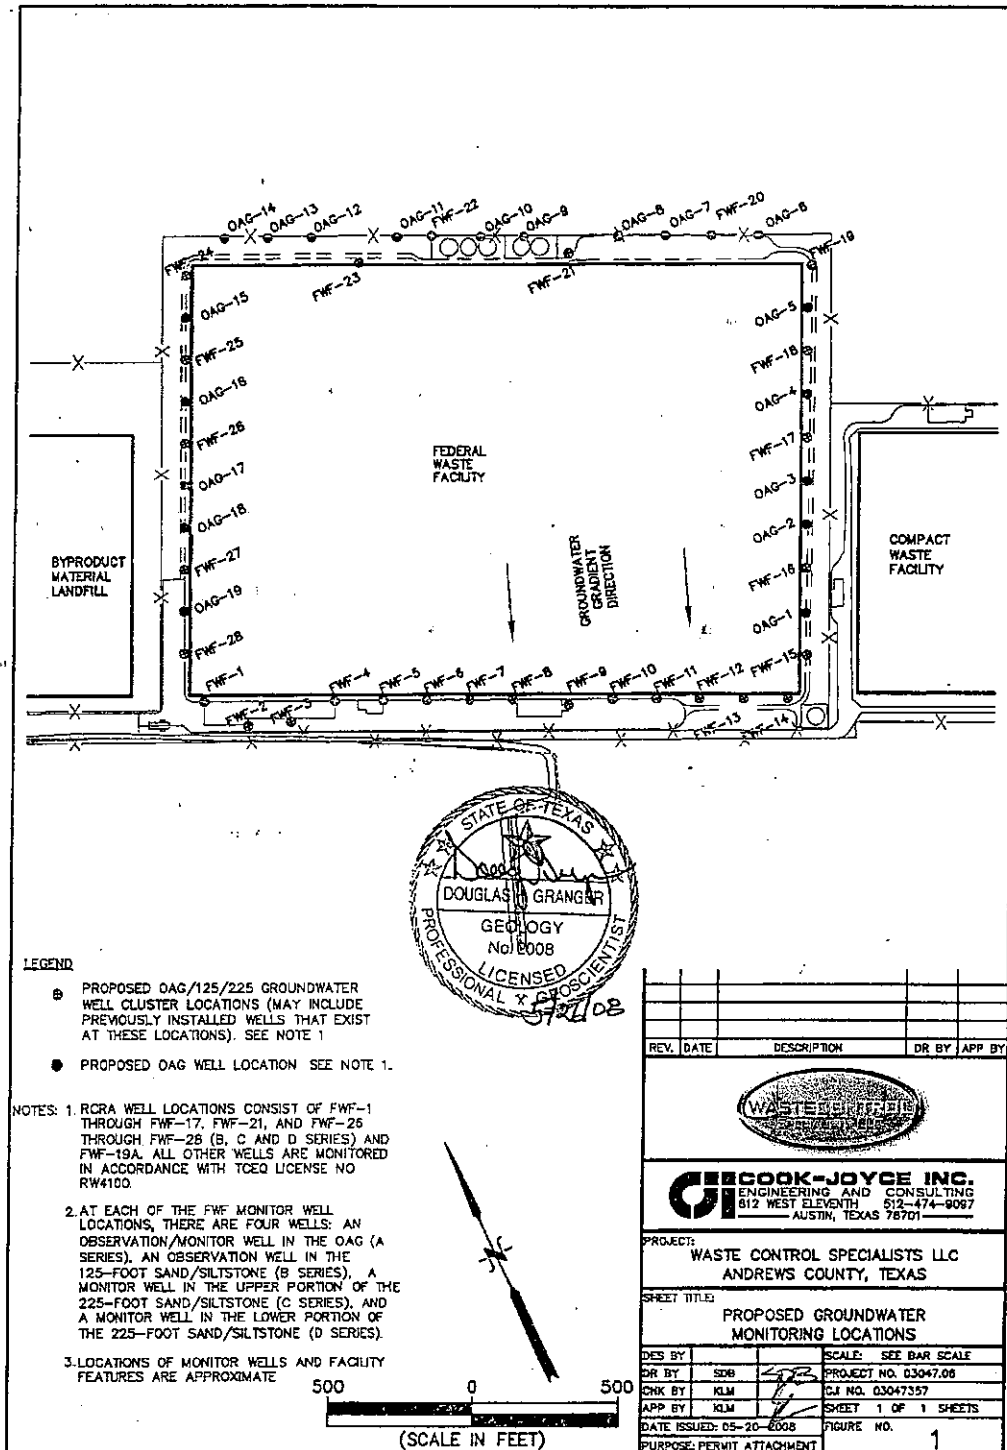 OAG-14
OAG-13
OAG-12
OAG-11
FWF-22
OAG-10
OAG-9
OAG-8
OAG-7
FWF-20
OAG-6
FWF-19
FWF-24
FWF-23
FWF-21
OAG-15
FWF-25
OAG-16
FWF-26
OAG-17
OAG-18
FWF-27
OAG-19
FWF-28
OAG-5
FWF-18
OAG-4
FWF-17
OAG-3
OAG-2
FWF-16
OAG-1
FWF-15
FEDERAL
WASTE
FACILITY
BYPRODUCT
MATERIAL
LANDFILL
COMPACT
WASTE
FACILITY
GROUNDWATER
GRADIENT
DIRECTION
FWF-1
FWF-2
FWF-3
FWF-4
FWF-5
FWF-6
FWF-7
FWF-8
FWF-9
FWF-10
FWF-11
FWF-12
FWF-13
FWF-14
STATE OF TEXAS
DOUGLAS GRANGER
GEOLOGY
No. 2008
LICENSED
PROFESSIONAL GEOSCIENTIST
LEGEND
PROPOSED OAG/125/225 GROUNDWATER
WELL CLUSTER LOCATIONS (MAY INCLUDE
PREVIOUSLY INSTALLED WELLS THAT EXIST
AT THESE LOCATIONS). SEE NOTE 1
PROPOSED OAG WELL LOCATION SEE NOTE 1.
NOTES: 1. RCRA WELL LOCATIONS CONSIST OF FWF-1
THROUGH FWF-17, FWF-21, AND FWF-26
THROUGH FWF-28 (B, C AND D SERIES) AND
FWF-19A. ALL OTHER WELLS ARE MONITORED
IN ACCORDANCE WITH TCEQ LICENSE NO
RW4100.
2. AT EACH OF THE FWF MONITOR WELL
LOCATIONS, THERE ARE FOUR WELLS: AN
OBSERVATION/MONITOR WELL IN THE OAG (A
SERIES), AN OBSERVATION WELL IN THE
125-FOOT SAND/SILTSTONE (B SERIES), A
MONITOR WELL IN THE UPPER PORTION OF THE
225-FOOT SAND/SILTSTONE (C SERIES), AND
A MONITOR WELL IN THE LOWER PORTION OF
THE 225-FOOT SAND/SILTSTONE (D SERIES).
3. LOCATIONS OF MONITOR WELLS AND FACILITY
FEATURES ARE APPROXIMATE
500 0 500
(SCALE IN FEET)
REV. DATE DESCRIPTION DR BY APP BY
WASTE CONTROL
COOK-JOYCE INC.
ENGINEERING AND CONSULTING
812 WEST ELEVENTH 512-474-9097
AUSTIN, TEXAS 78701
PROJECT:
WASTE CONTROL SPECIALISTS LLC
ANDREWS COUNTY, TEXAS
SHEET TITLE:
PROPOSED GROUNDWATER
MONITORING LOCATIONS
DES BY SCALE: SEE BAR SCALE
DR BY SDB PROJECT NO. 03047.06
CHK BY KLM CJI NO. 03047357
APP BY KLM SHEET 1 OF 1 SHEETS
DATE ISSUED: 05-20-2008 FIGURE NO.
PURPOSE: PERMIT ATTACHMENT 1